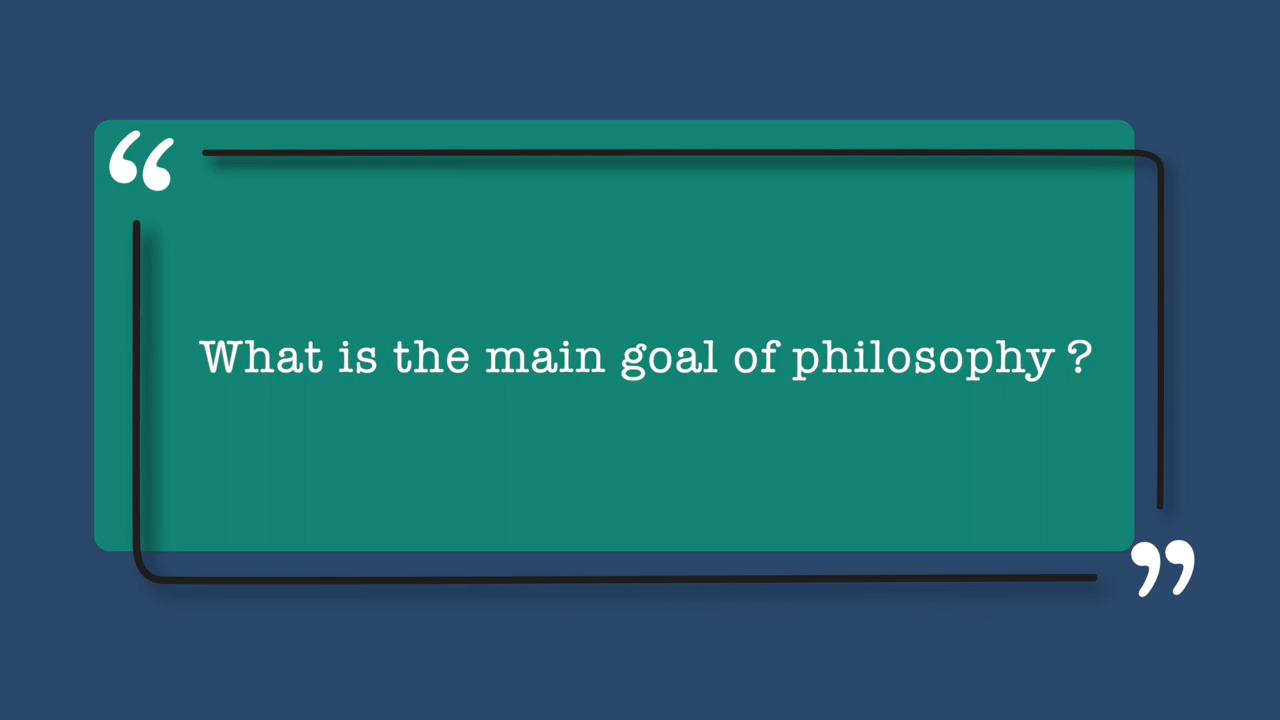 “
What is the main goal of philosophy ?
”